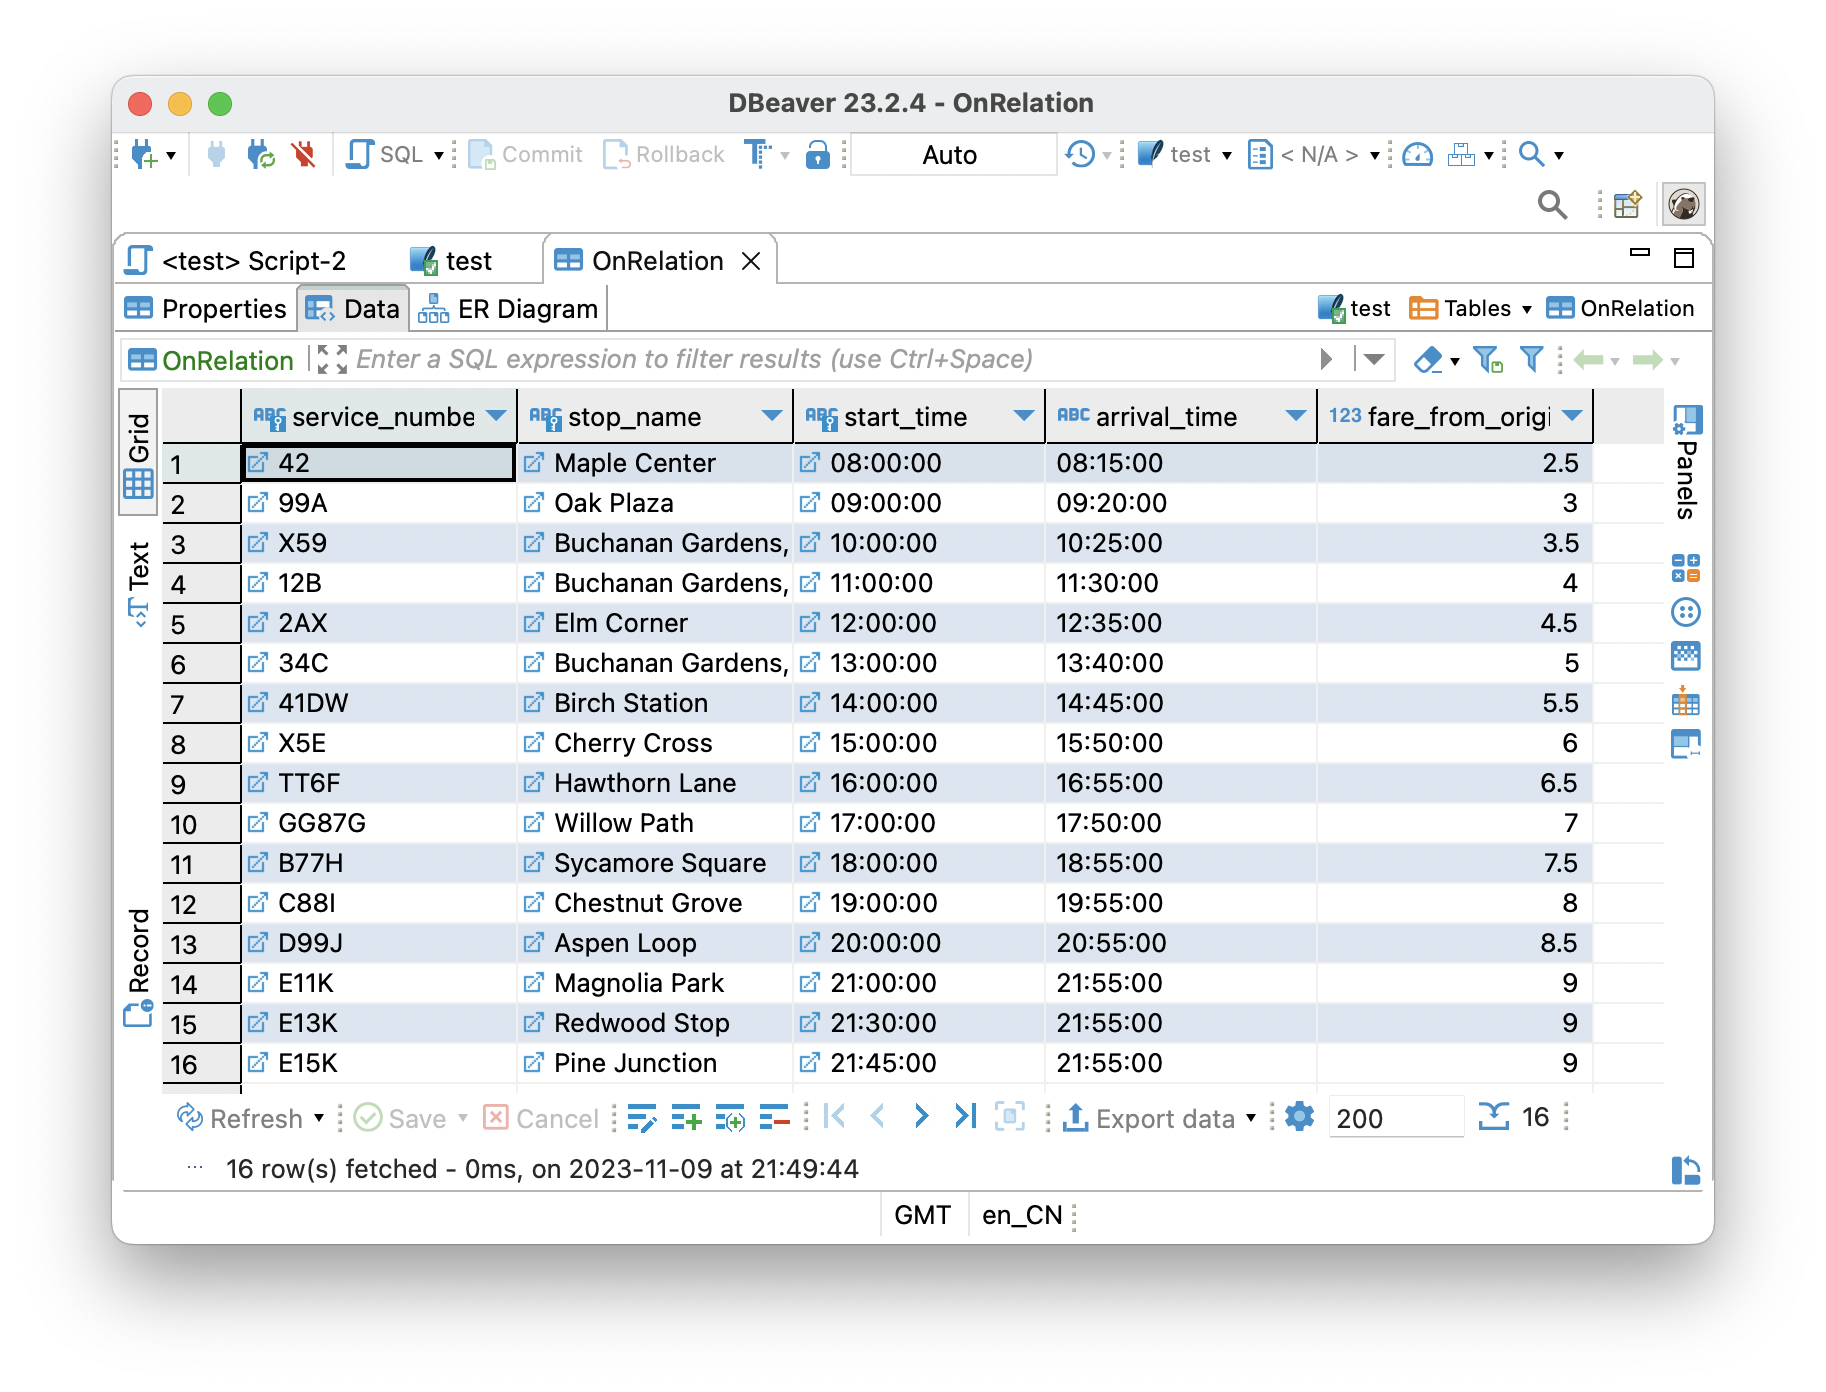 DBeaver 23.2.4 - OnRelation
SQL Commit Rollback Auto test < N/A >
<test> Script-2 test OnRelation
Properties Data ER Diagram test Tables OnRelation
OnRelation Enter a SQL expression to filter results (use Ctrl+Space)
Grid
Text
Record
ABC service_numbe ABC stop_name ABC start_time ABC arrival_time 123 fare_from_origi
1 42 Maple Center 08:00:00 08:15:00 2.5
2 99A Oak Plaza 09:00:00 09:20:00 3
3 X59 Buchanan Gardens, 10:00:00 10:25:00 3.5
4 12B Buchanan Gardens, 11:00:00 11:30:00 4
5 2AX Elm Corner 12:00:00 12:35:00 4.5
6 34C Buchanan Gardens, 13:00:00 13:40:00 5
7 41DW Birch Station 14:00:00 14:45:00 5.5
8 X5E Cherry Cross 15:00:00 15:50:00 6
9 TT6F Hawthorn Lane 16:00:00 16:55:00 6.5
10 GG87G Willow Path 17:00:00 17:50:00 7
11 B77H Sycamore Square 18:00:00 18:55:00 7.5
12 C88I Chestnut Grove 19:00:00 19:55:00 8
13 D99J Aspen Loop 20:00:00 20:55:00 8.5
14 E11K Magnolia Park 21:00:00 21:55:00 9
15 E13K Redwood Stop 21:30:00 21:55:00 9
16 E15K Pine Junction 21:45:00 21:55:00 9
Panels
Refresh Save Cancel Export data 200 16
... 16 row(s) fetched - 0ms, on 2023-11-09 at 21:49:44
GMT en_CN